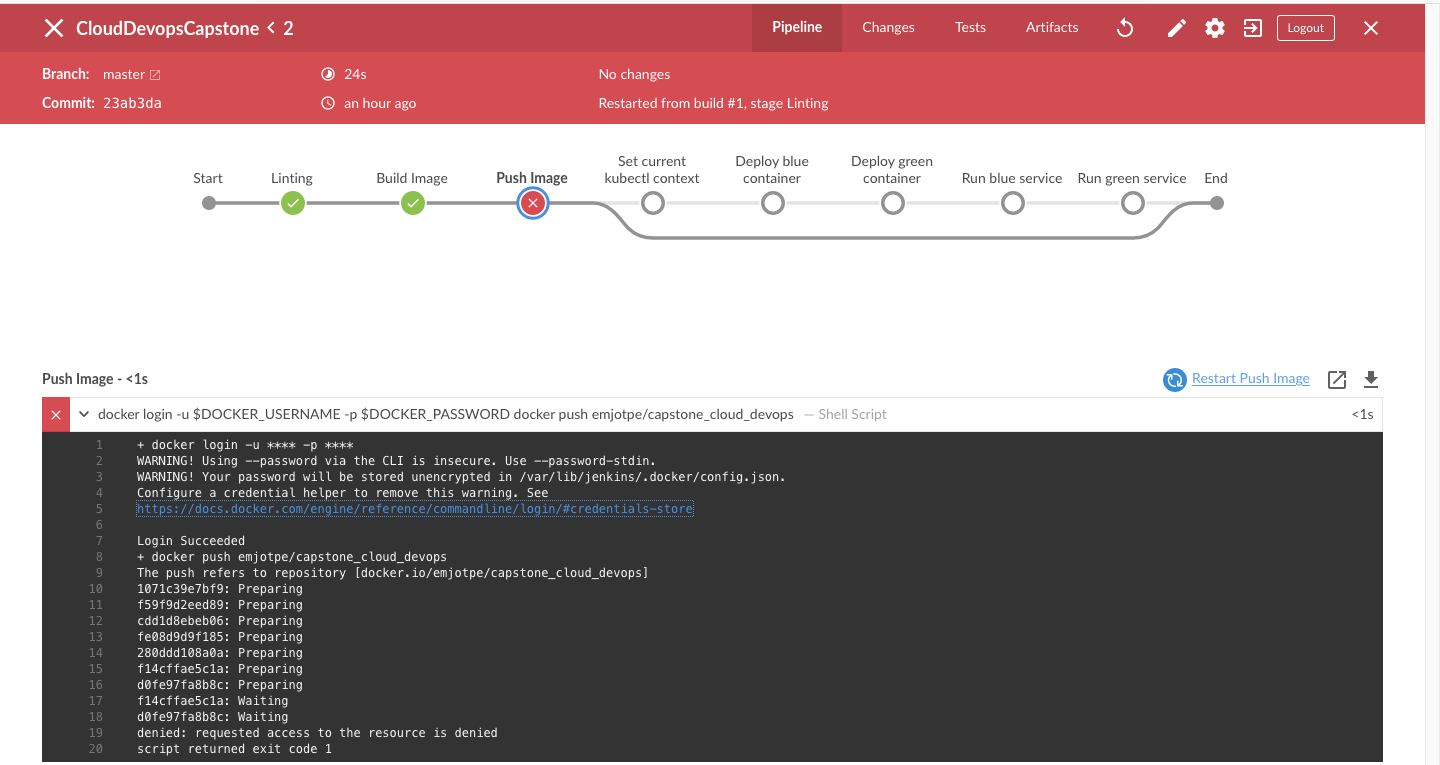 CloudDevopsCapstone < 2
Pipeline
Changes
Tests
Artifacts
Logout
Branch: master
24s
No changes
Commit: 23ab3da
an hour ago
Restarted from build #1, stage Linting
Start
Linting
Build Image
Push Image
Set current
kubectl context
Deploy blue
container
Deploy green
container
Run blue service
Run green service
End
Push Image - <1s
Restart Push Image
docker login -u $DOCKER_USERNAME -p $DOCKER_PASSWORD docker push emjotpe/capstone_cloud_devops — Shell Script
<1s
1 + docker login -u **** -p ****
2 WARNING! Using --password via the CLI is insecure. Use --password-stdin.
3 WARNING! Your password will be stored unencrypted in /var/lib/jenkins/.docker/config.json.
4 Configure a credential helper to remove this warning. See
5 https://docs.docker.com/engine/reference/commandline/login/#credentials-store
6
7 Login Succeeded
8 + docker push emjotpe/capstone_cloud_devops
9 The push refers to repository [docker.io/emjotpe/capstone_cloud_devops]
10 1071c39e7bf9: Preparing
11 f59f9d2eed89: Preparing
12 cdd1d8ebeb06: Preparing
13 fe08d9d9f185: Preparing
14 280ddd108a0a: Preparing
15 f14cffae5c1a: Preparing
16 d0fe97fa8b8c: Preparing
17 f14cffae5c1a: Waiting
18 d0fe97fa8b8c: Waiting
19 denied: requested access to the resource is denied
20 script returned exit code 1